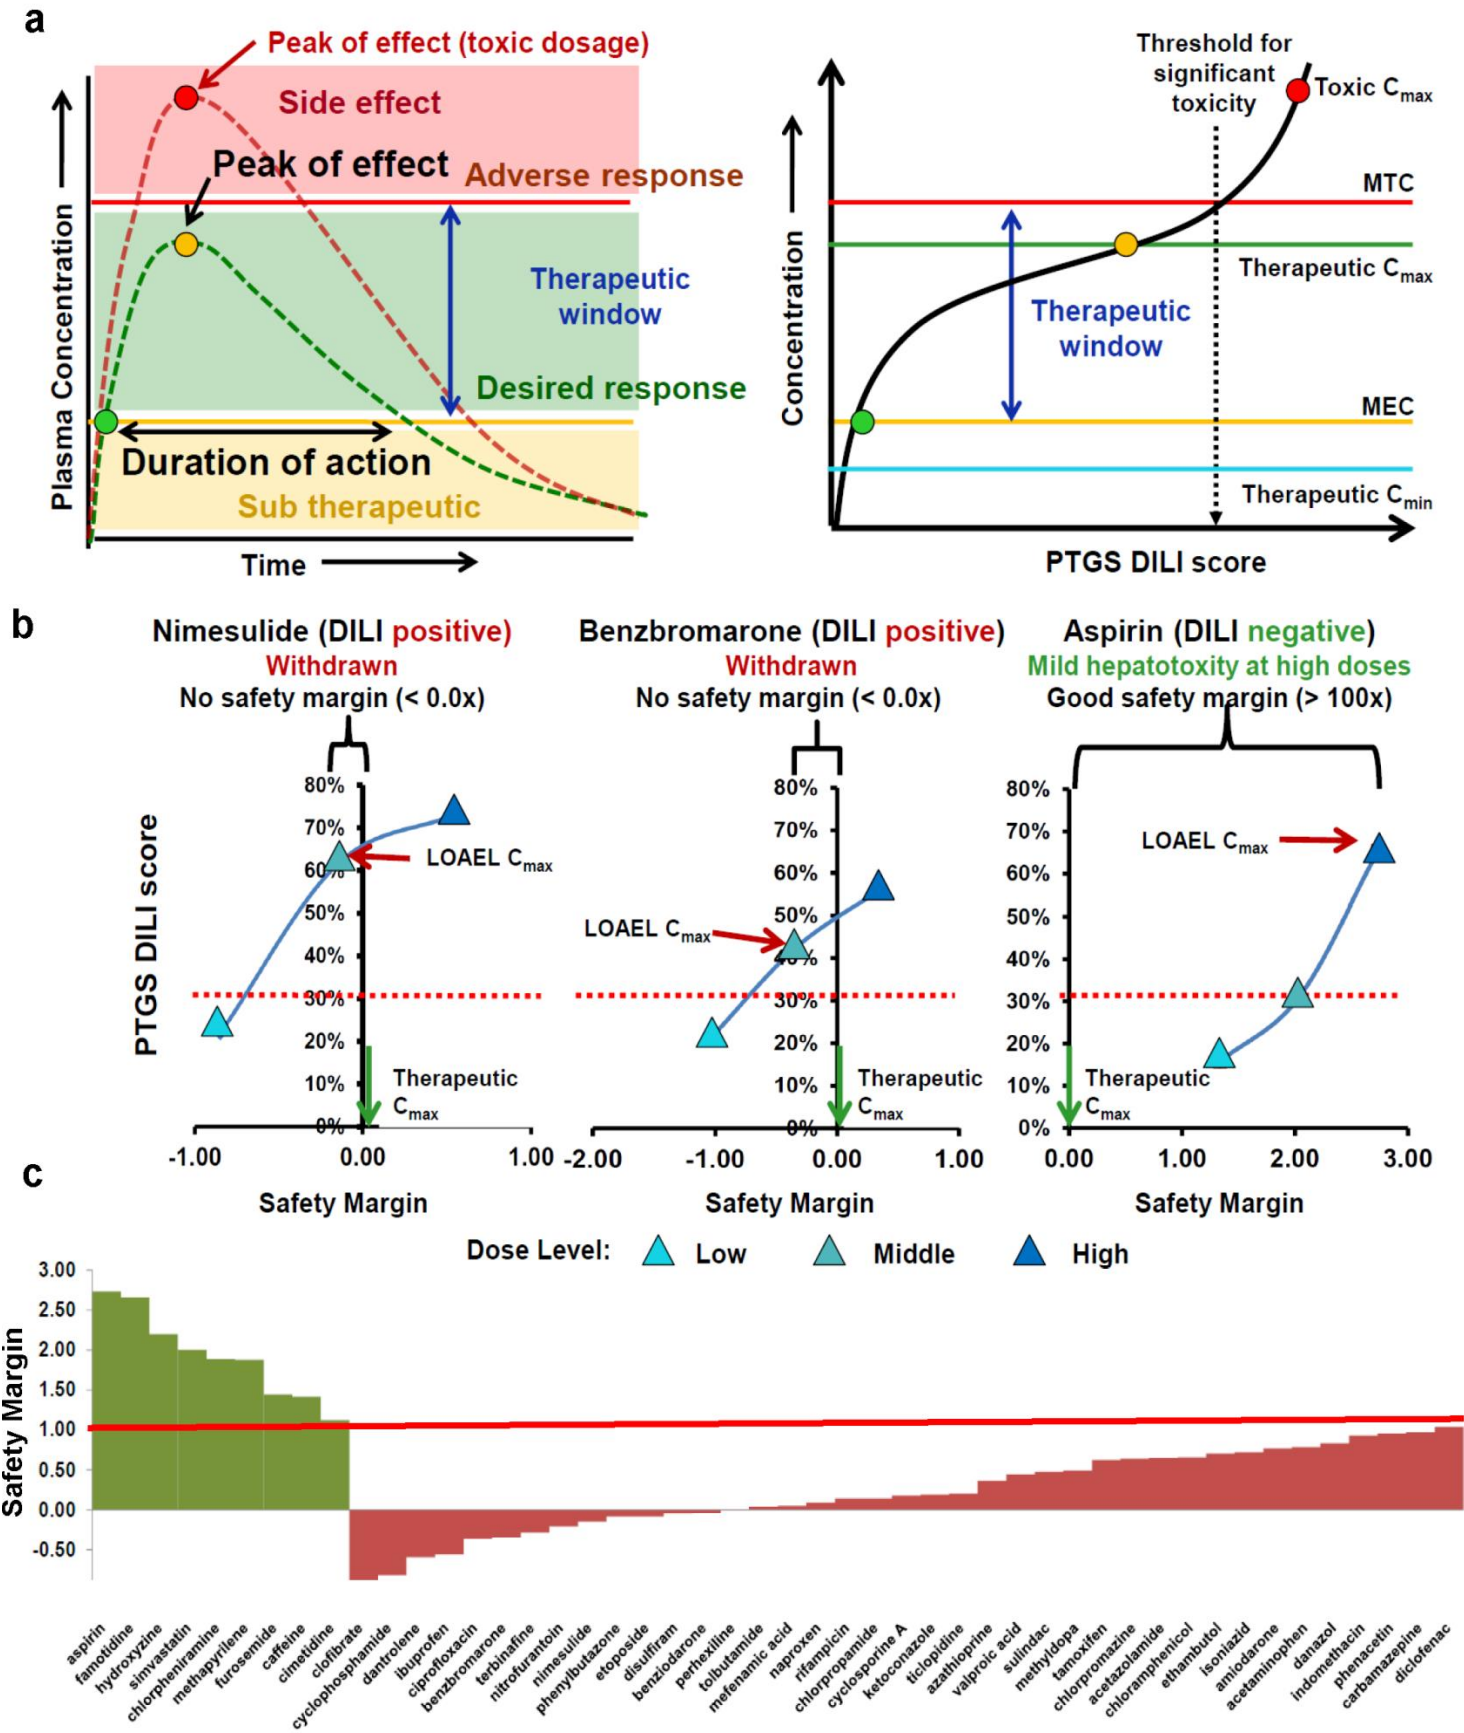 a
Peak of effect (toxic dosage)
Side effect
Peak of effect
Adverse response
Therapeutic
window
Desired response
Duration of action
Sub therapeutic
Plasma Concentration
Time
Threshold for
significant
toxicity
Toxic Cmax
MTC
Therapeutic Cmax
Therapeutic
window
MEC
Therapeutic Cmin
Concentration
PTGS DILI score
b
Nimesulide (DILI positive)
Withdrawn
No safety margin (< 0.0x)
80%
70%
60%
50%
40%
30%
20%
10%
0%
LOAEL Cmax
Therapeutic
Cmax
PTGS DILI score
-1.00 0.00 1.00
Safety Margin
Benzbromarone (DILI positive)
Withdrawn
No safety margin (< 0.0x)
80%
70%
60%
50%
40%
30%
20%
10%
0%
LOAEL Cmax
Therapeutic
Cmax
-2.00 -1.00 0.00 1.00
Safety Margin
Aspirin (DILI negative)
Mild hepatotoxity at high doses
Good safety margin (> 100x)
80%
70%
60%
50%
40%
30%
20%
10%
0%
LOAEL Cmax
Therapeutic
Cmax
0.00 1.00 2.00 3.00
Safety Margin
Dose Level: Low Middle High
c
3.00
2.50
2.00
1.50
1.00
0.50
0.00
-0.50
Safety Margin
aspirin
famotidine
hydroxyzine
simvastatin
chlorpheniramine
methapyrilene
furosemide
caffeine
cimetidine
clofibrate
cyclophosphamide
dantrolene
ibuprofen
ciprofloxacin
benzbromarone
terbinafine
nitrofurantoin
nimesulide
phenylbutazone
etoposide
disulfiram
benziodarone
perhexiline
tolbutamide
mefenamic acid
naproxen
rifampicin
chlorpropamide
cyclosporine A
ketoconazole
ticlopidine
azathioprine
valproic acid
sulindac
methyldopa
tamoxifen
chlorpromazine
acetazolamide
chloramphenicol
ethambutol
isoniazid
amiodarone
acetaminophen
danazol
indomethacin
phenacetin
carbamazepine
diclofenac